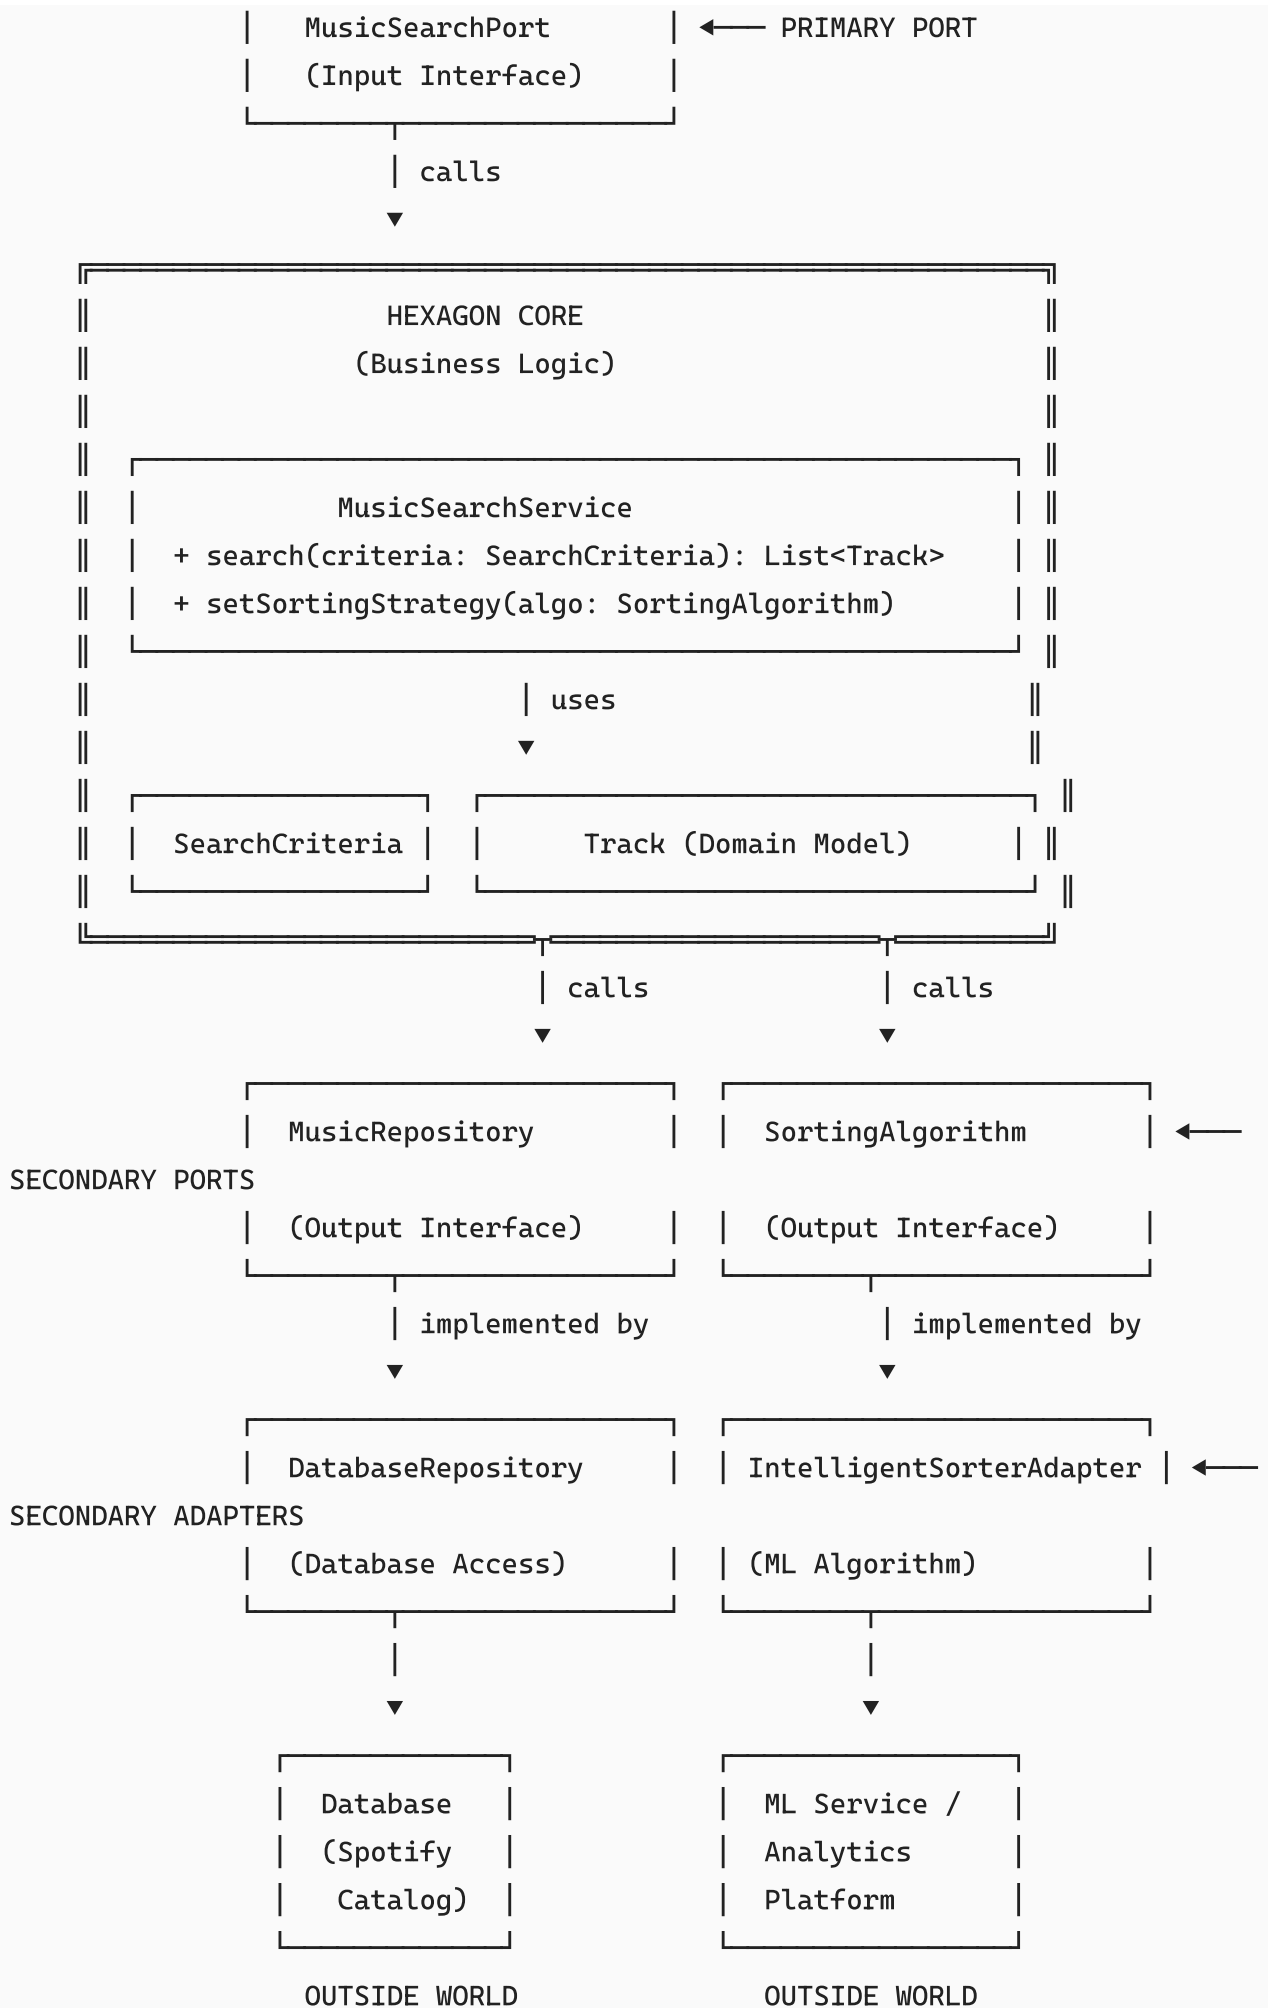 MusicSearchPort PRIMARY PORT
(Input Interface)
calls
HEXAGON CORE
(Business Logic)
MusicSearchService
+ search(criteria: SearchCriteria): List<Track>
+ setSortingStrategy(algo: SortingAlgorithm)
uses
SearchCriteria Track (Domain Model)
calls calls
MusicRepository SortingAlgorithm
SECONDARY PORTS
(Output Interface) (Output Interface)
implemented by implemented by
DatabaseRepository IntelligentSorterAdapter
SECONDARY ADAPTERS
(Database Access) (ML Algorithm)
Database ML Service /
(Spotify Analytics
Catalog) Platform
OUTSIDE WORLD OUTSIDE WORLD